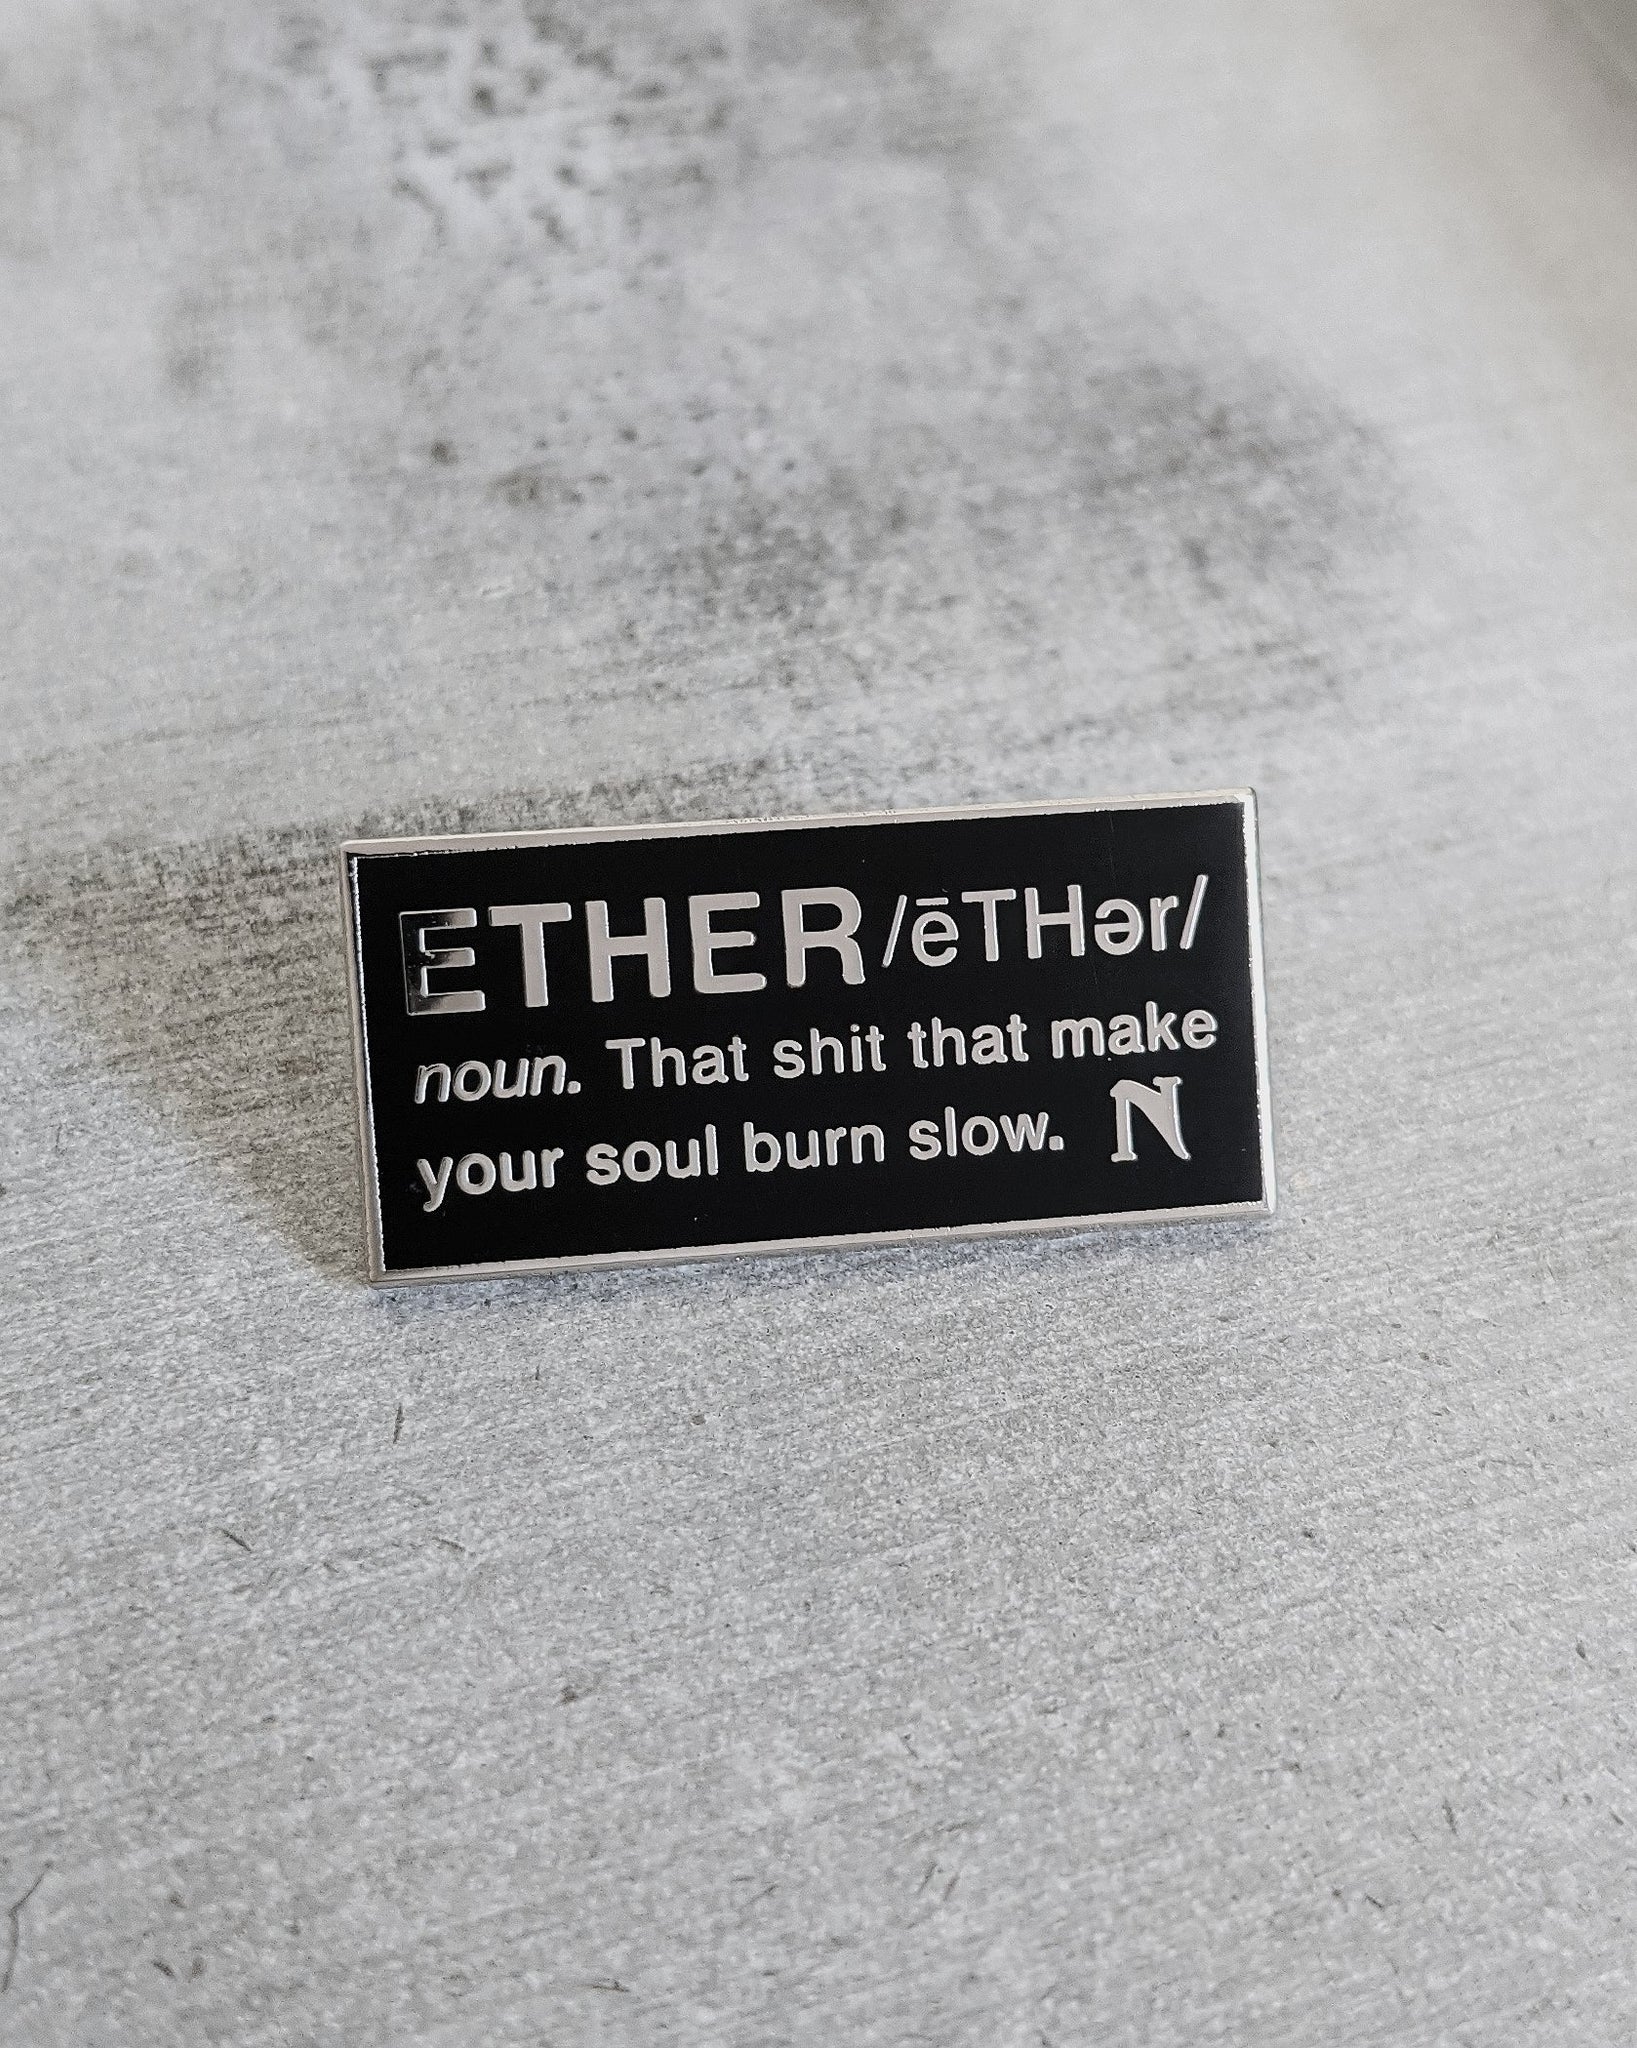 ETHER /ēTHər/
noun. That shit that make
your soul burn slow. N